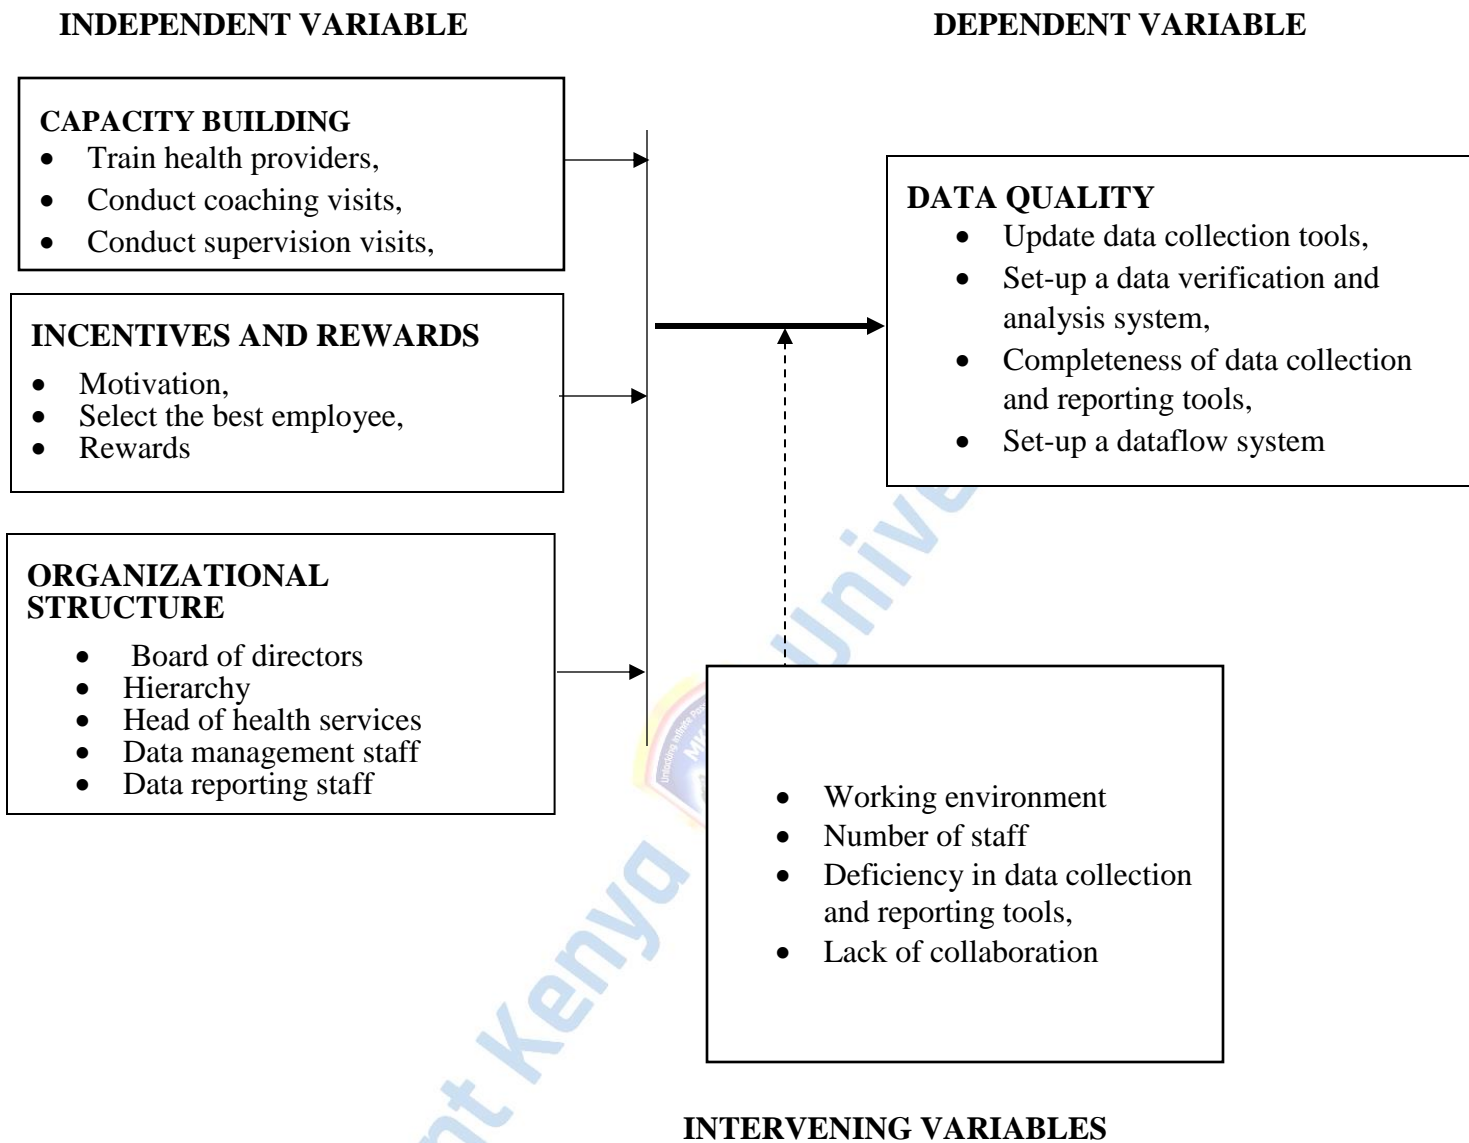 INDEPENDENT VARIABLE
DEPENDENT VARIABLE
CAPACITY BUILDING
• Train health providers,
• Conduct coaching visits,
• Conduct supervision visits,
INCENTIVES AND REWARDS
• Motivation,
• Select the best employee,
• Rewards
ORGANIZATIONAL
STRUCTURE
• Board of directors
• Hierarchy
• Head of health services
• Data management staff
• Data reporting staff
DATA QUALITY
• Update data collection tools,
• Set-up a data verification and
analysis system,
• Completeness of data collection
and reporting tools,
• Set-up a dataflow system
• Working environment
• Number of staff
• Deficiency in data collection
and reporting tools,
• Lack of collaboration
INTERVENING VARIABLES
Kenya
Unlocking Infinite